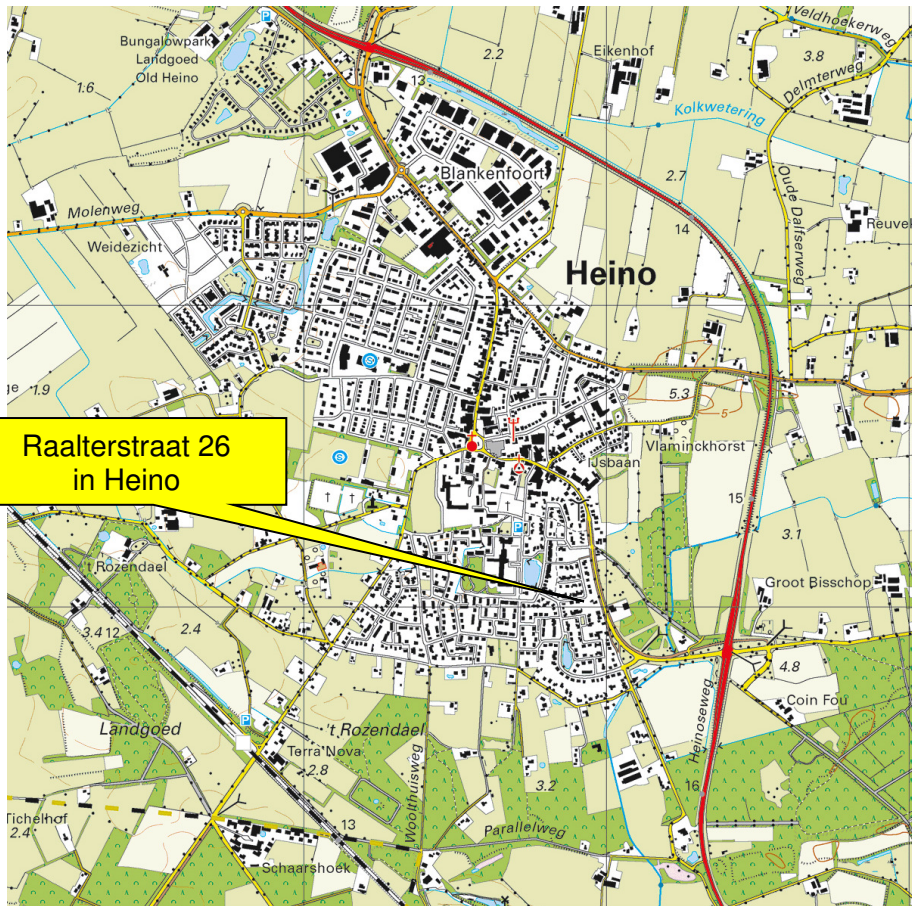 Veldhoekerweg
Bungalowpark
Landgoed
Old Heino
13
2.2
Eikenhof
3.8
Delmterweg
1.6
Kolkwetering
Blankenfoort
2.7
Oude Dalfserweg
Molenweg
14
Reuve
Weidezicht
Heino
S
ge
1.9
5.3
5
Raalterstraat 26
in Heino
Vlaminckhorst
IJsbaan
S
15
3.1
P
't Rozendael
Groot Bisschop
3.4
12
2.4
4.8
Coin Fou
P
Landgoed
't Rozendael
Heinoseweg
Terra Nova
2.8
Woolthuisweg
3.2
16
Tichelhof
2.4
13
Parallelweg
Schaarshoek